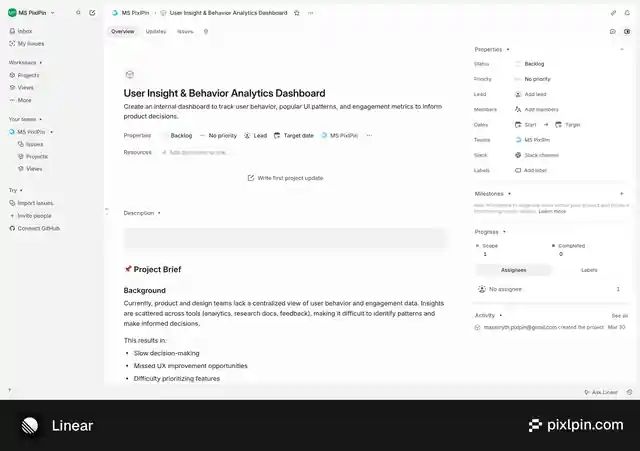 MS PixlPin
Inbox
My Issues
Workspace
Projects
Views
More
Your teams
MS PixlPin
Issues
Projects
Views
Try
Import issues
Invite people
Connect GitHub
MS PixlPin › User Insight & Behavior Analytics Dashboard
Overview Updates Issues
User Insight & Behavior Analytics Dashboard
Create an internal dashboard to track user behavior, popular UI patterns, and engagement metrics to inform
product decisions.
Properties Backlog No priority Lead Target date MS PixlPin
Resources
Write first project update
Description
📌 Project Brief
Background
Currently, product and design teams lack a centralized view of user behavior and engagement data. Insights
are scattered across tools (analytics, research docs, feedback), making it difficult to identify patterns and
make informed decisions.
This results in:
• Slow decision-making
• Missed UX improvement opportunities
• Difficulty prioritizing features
Properties
Status Backlog
Priority No priority
Lead Add lead
Members Add members
Dates Start → Target
Teams MS PixlPin
Slack Slack channel
Labels Add label
Milestones
Learn more
Progress
Scope
1
Completed
0
Assignees Labels
No assignee 1
Activity See all
created the project Mar 30
Ask Linear
Linear
pixlpin.com